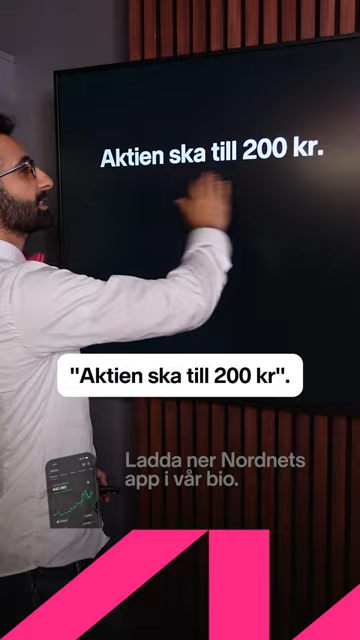 Aktien ska till 200 kr.
"Aktien ska till 200 kr".
Ladda ner Nordnets
app i vår bio.